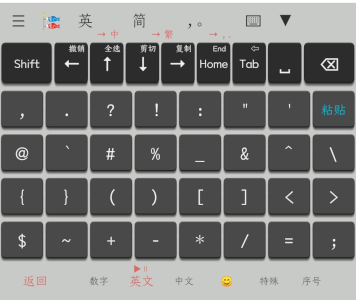 ☰ 英 简 ,。 ▼
→ 中 → 繁 → , .
撤销 全选 剪切 复制 End ⇦
Shift ← ↑ ↓ → Home Tab ␣ ⌫
, . ? ! : " ' 粘贴
@ ` # % _ & ^ \
{ } ( ) [ ] < >
$ ~ + - * / = ;
返回 数字 英文 中文 😀 特殊 序号